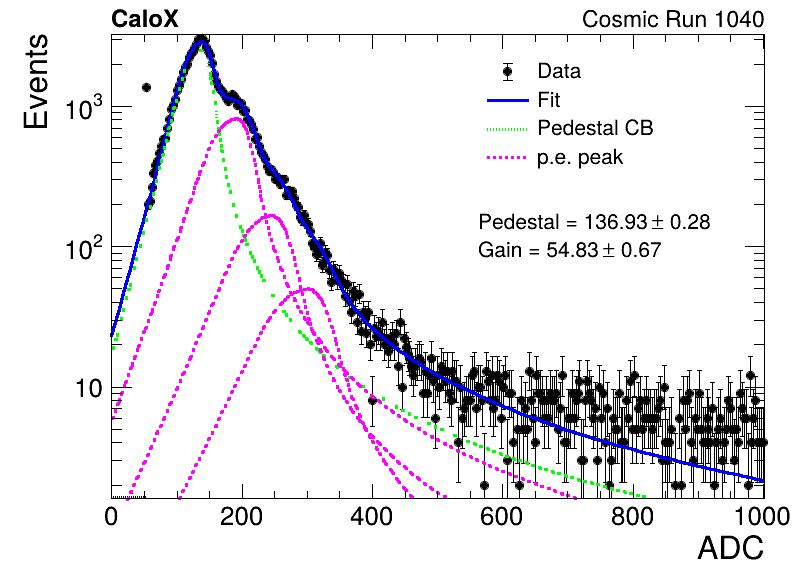 CaloX Cosmic Run 1040
Events
Data
Fit
Pedestal CB
p.e. peak
Pedestal = 136.93 ± 0.28
Gain = 54.83 ± 0.67
10³
10²
10
0 200 400 600 800 1000
ADC